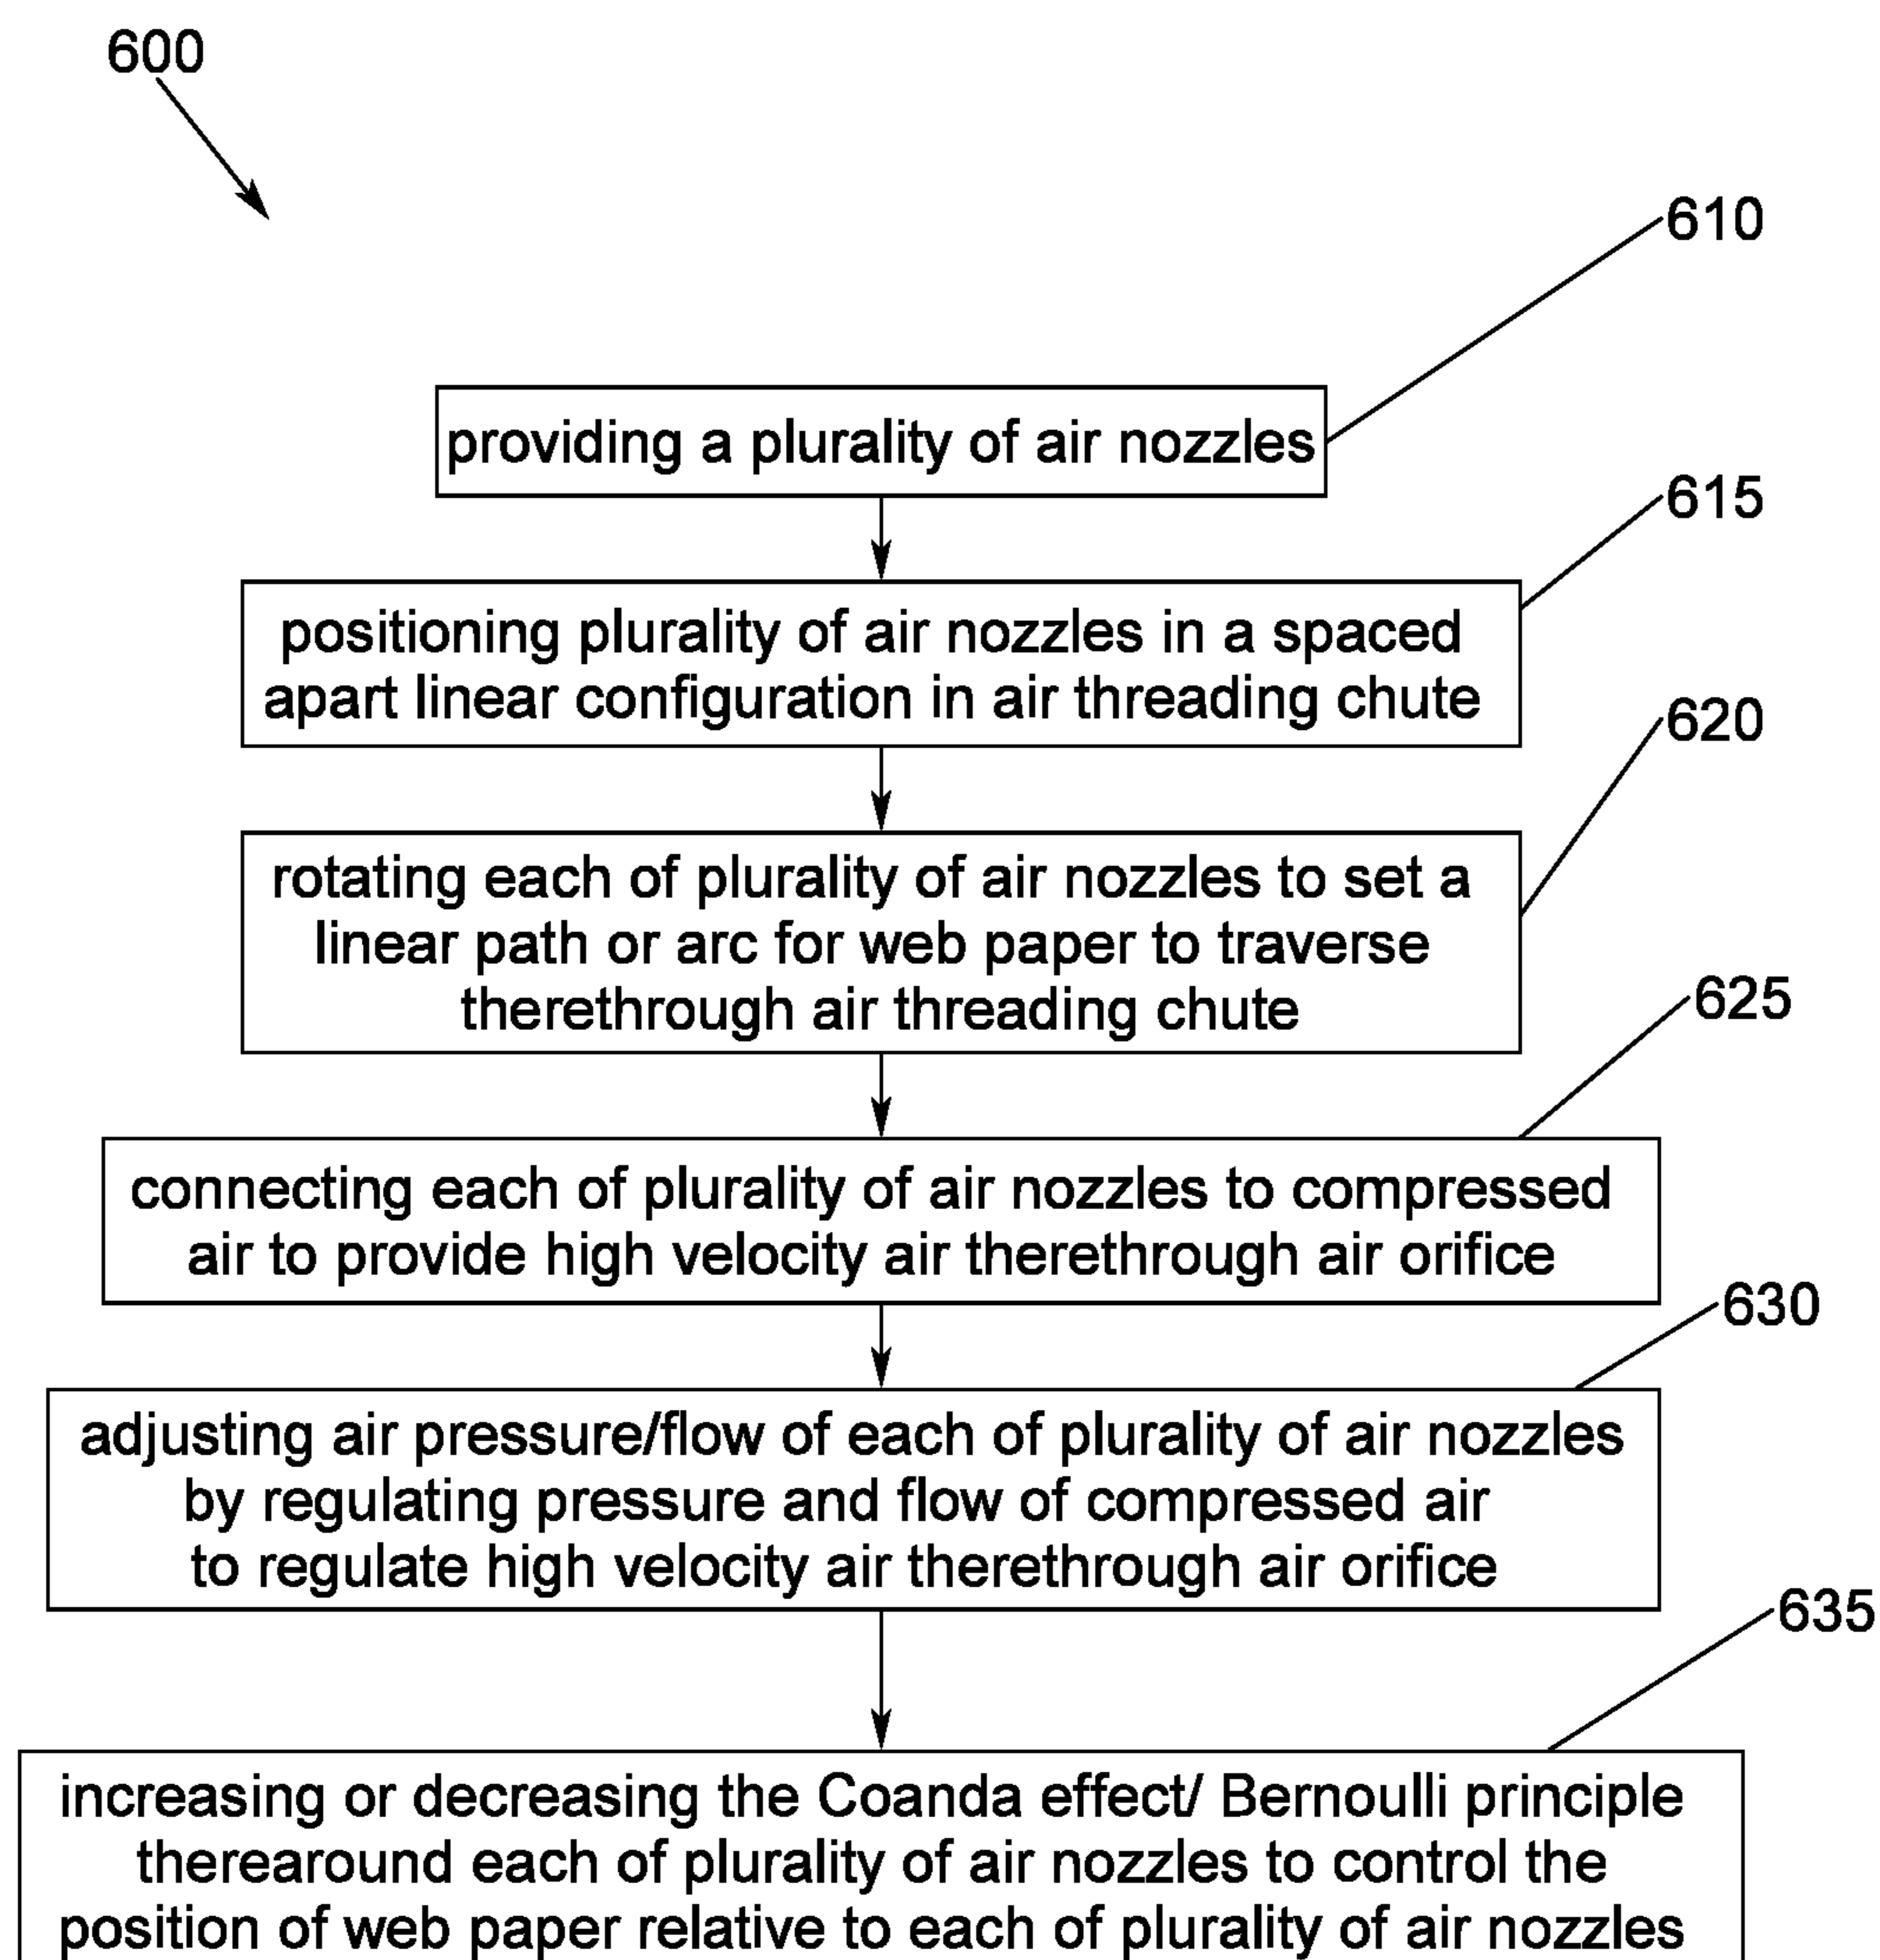 600
610
providing a plurality of air nozzles
615
positioning plurality of air nozzles in a spaced
apart linear configuration in air threading chute
620
rotating each of plurality of air nozzles to set a
linear path or arc for web paper to traverse
therethrough air threading chute
625
connecting each of plurality of air nozzles to compressed
air to provide high velocity air therethrough air orifice
630
adjusting air pressure/flow of each of plurality of air nozzles
by regulating pressure and flow of compressed air
to regulate high velocity air therethrough air orifice
635
increasing or decreasing the Coanda effect/ Bernoulli principle
therearound each of plurality of air nozzles to control the
position of web paper relative to each of plurality of air nozzles